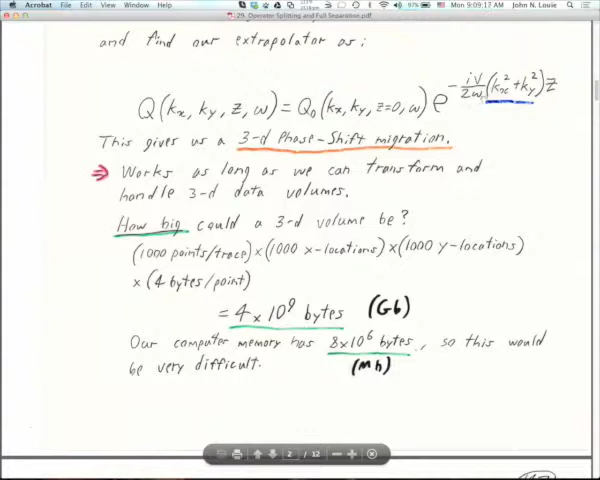 Acrobat File Edit View Window Help 97% Mon 9:09:17 AM John N. Louie
29. Operator Splitting and Full Separation.pdf
and find our extrapolator as:
Q(kx, ky, z, ω) = Q₀(kx, ky, z=0, ω) e^{-iv/2ω (kx² + ky²) z}
This gives us a 3-d Phase-Shift migration.
⇒ Works as long as we can transform and
handle 3-d data volumes.
How big could a 3-d volume be?
(1000 points/trace) × (1000 x-locations) × (1000 y-locations)
× (4 bytes/point)
= 4 × 10⁹ bytes (Gb)
Our computer memory has 8×10⁶ bytes, so this would
be very difficult. (Mb)
2 / 12